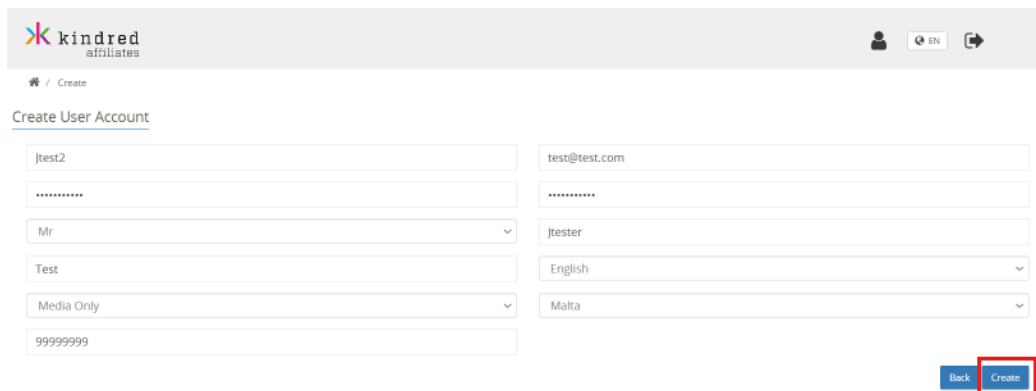 kindred
affiliates
EN
/ Create
Create User Account
Jtest2
test@test.com
•••••••••••
•••••••••••
Mr
Jtester
Test
English
Media Only
Malta
99999999
Back
Create